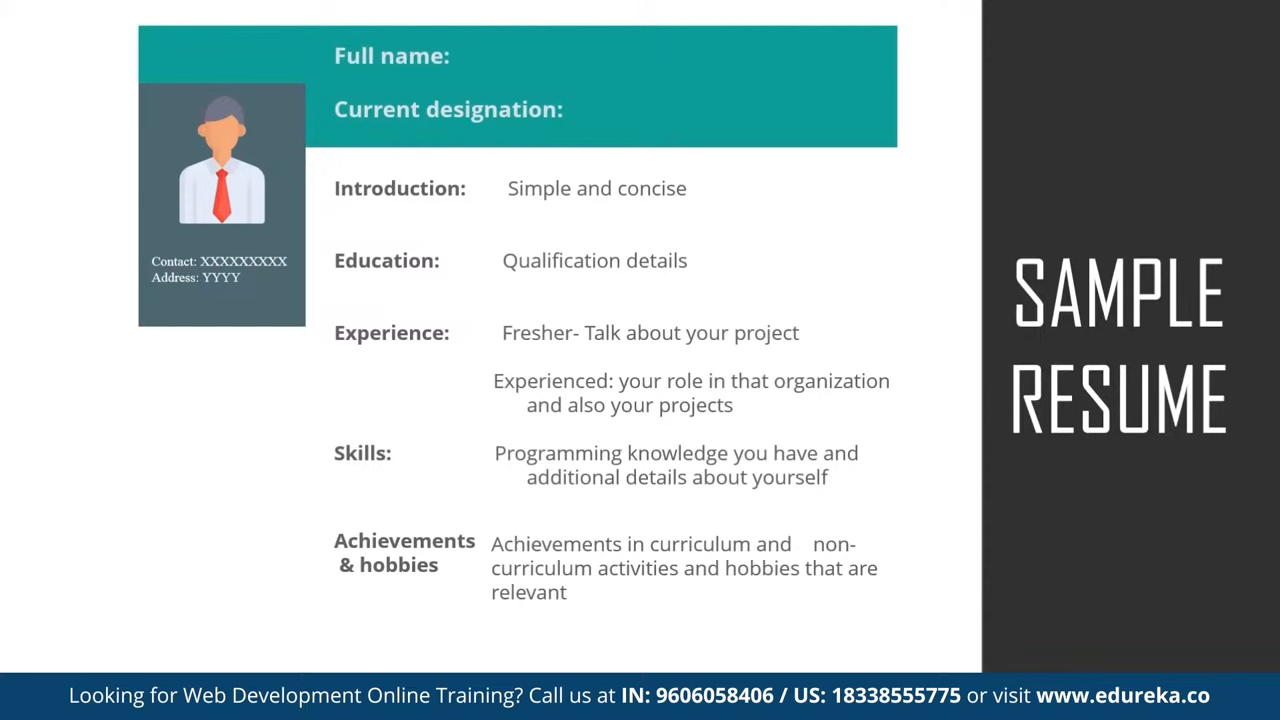 Full name:
Current designation:
Contact: XXXXXXXXX
Address: YYYY
Introduction: Simple and concise
Education: Qualification details
Experience: Fresher- Talk about your project
Experienced: your role in that organization
and also your projects
Skills: Programming knowledge you have and
additional details about yourself
Achievements
& hobbies
Achievements in curriculum and non-
curriculum activities and hobbies that are
relevant
SAMPLE
RESUME
Looking for Web Development Online Training? Call us at IN: 9606058406 / US: 18338555775 or visit www.edureka.co